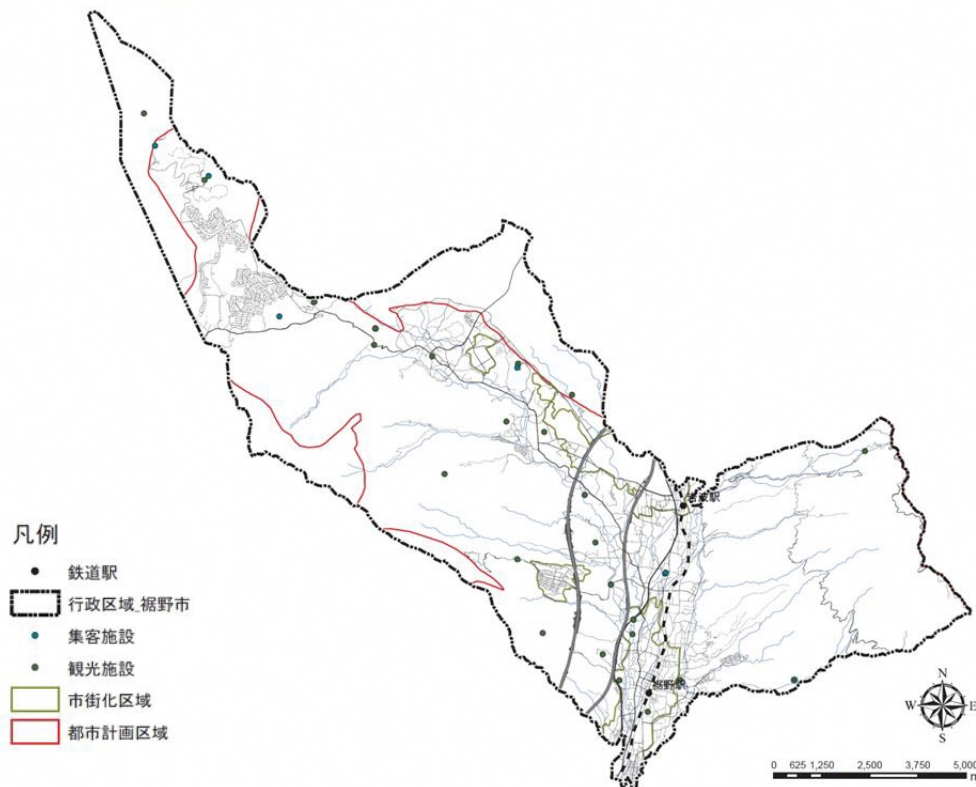 岩波駅
裾野駅
凡例
鉄道駅
行政区域_裾野市
集客施設
観光施設
市街化区域
都市計画区域
N
W E
S
0 625 1,250 2,500 3,750 5,000
m